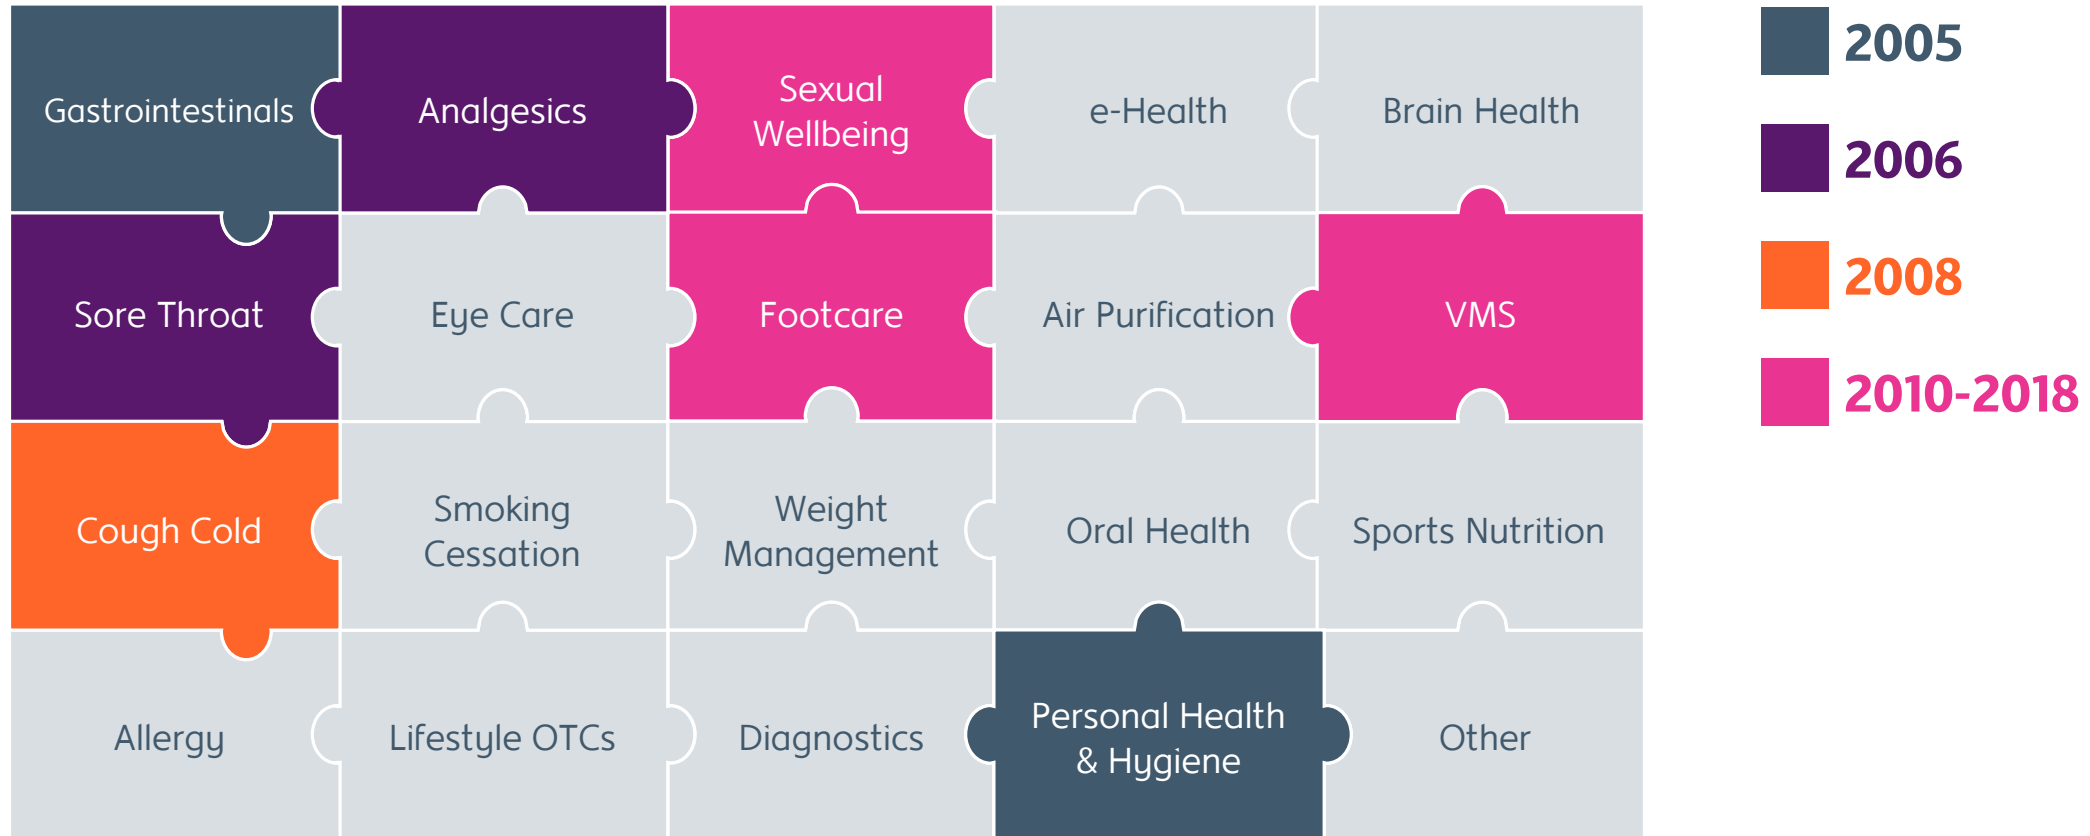 Gastrointestinals
Analgesics
Sexual
Wellbeing
e-Health
Brain Health
Sore Throat
Eye Care
Footcare
Air Purification
VMS
Cough Cold
Smoking
Cessation
Weight
Management
Oral Health
Sports Nutrition
Allergy
Lifestyle OTCs
Diagnostics
Personal Health
& Hygiene
Other
2005
2006
2008
2010-2018